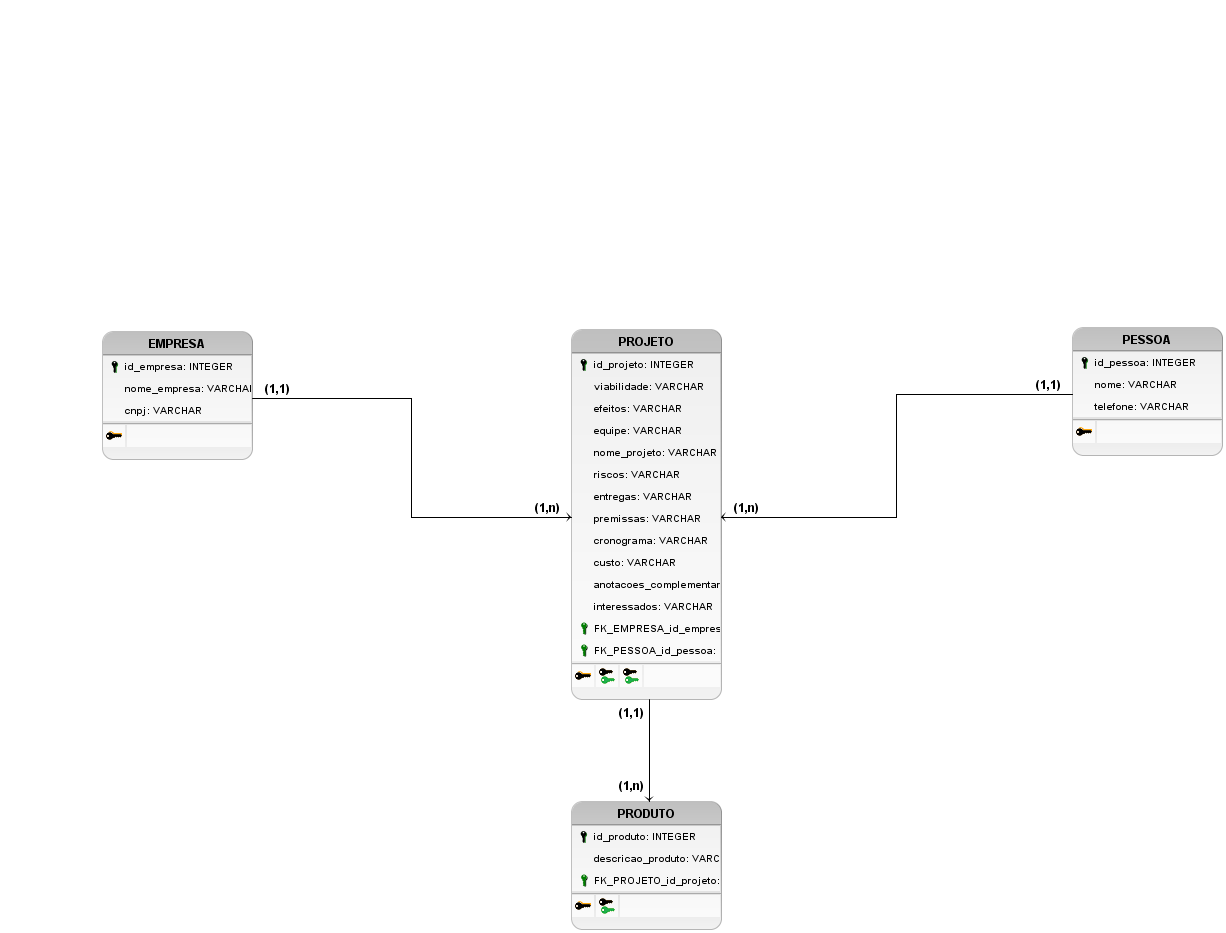 EMPRESA
id_empresa: INTEGER
nome_empresa: VARCHA
cnpj: VARCHAR
(1,1)
(1,n)
PROJETO
id_projeto: INTEGER
viabilidade: VARCHAR
efeitos: VARCHAR
equipe: VARCHAR
nome_projeto: VARCHAR
riscos: VARCHAR
entregas: VARCHAR
premissas: VARCHAR
cronograma: VARCHAR
custo: VARCHAR
anotacoes_complementar
interessados: VARCHAR
FK_EMPRESA_id_empres
FK_PESSOA_id_pessoa:
(1,n)
(1,1)
PESSOA
id_pessoa: INTEGER
nome: VARCHAR
telefone: VARCHAR
(1,1)
(1,n)
PRODUTO
id_produto: INTEGER
descricao_produto: VARC
FK_PROJETO_id_projeto: